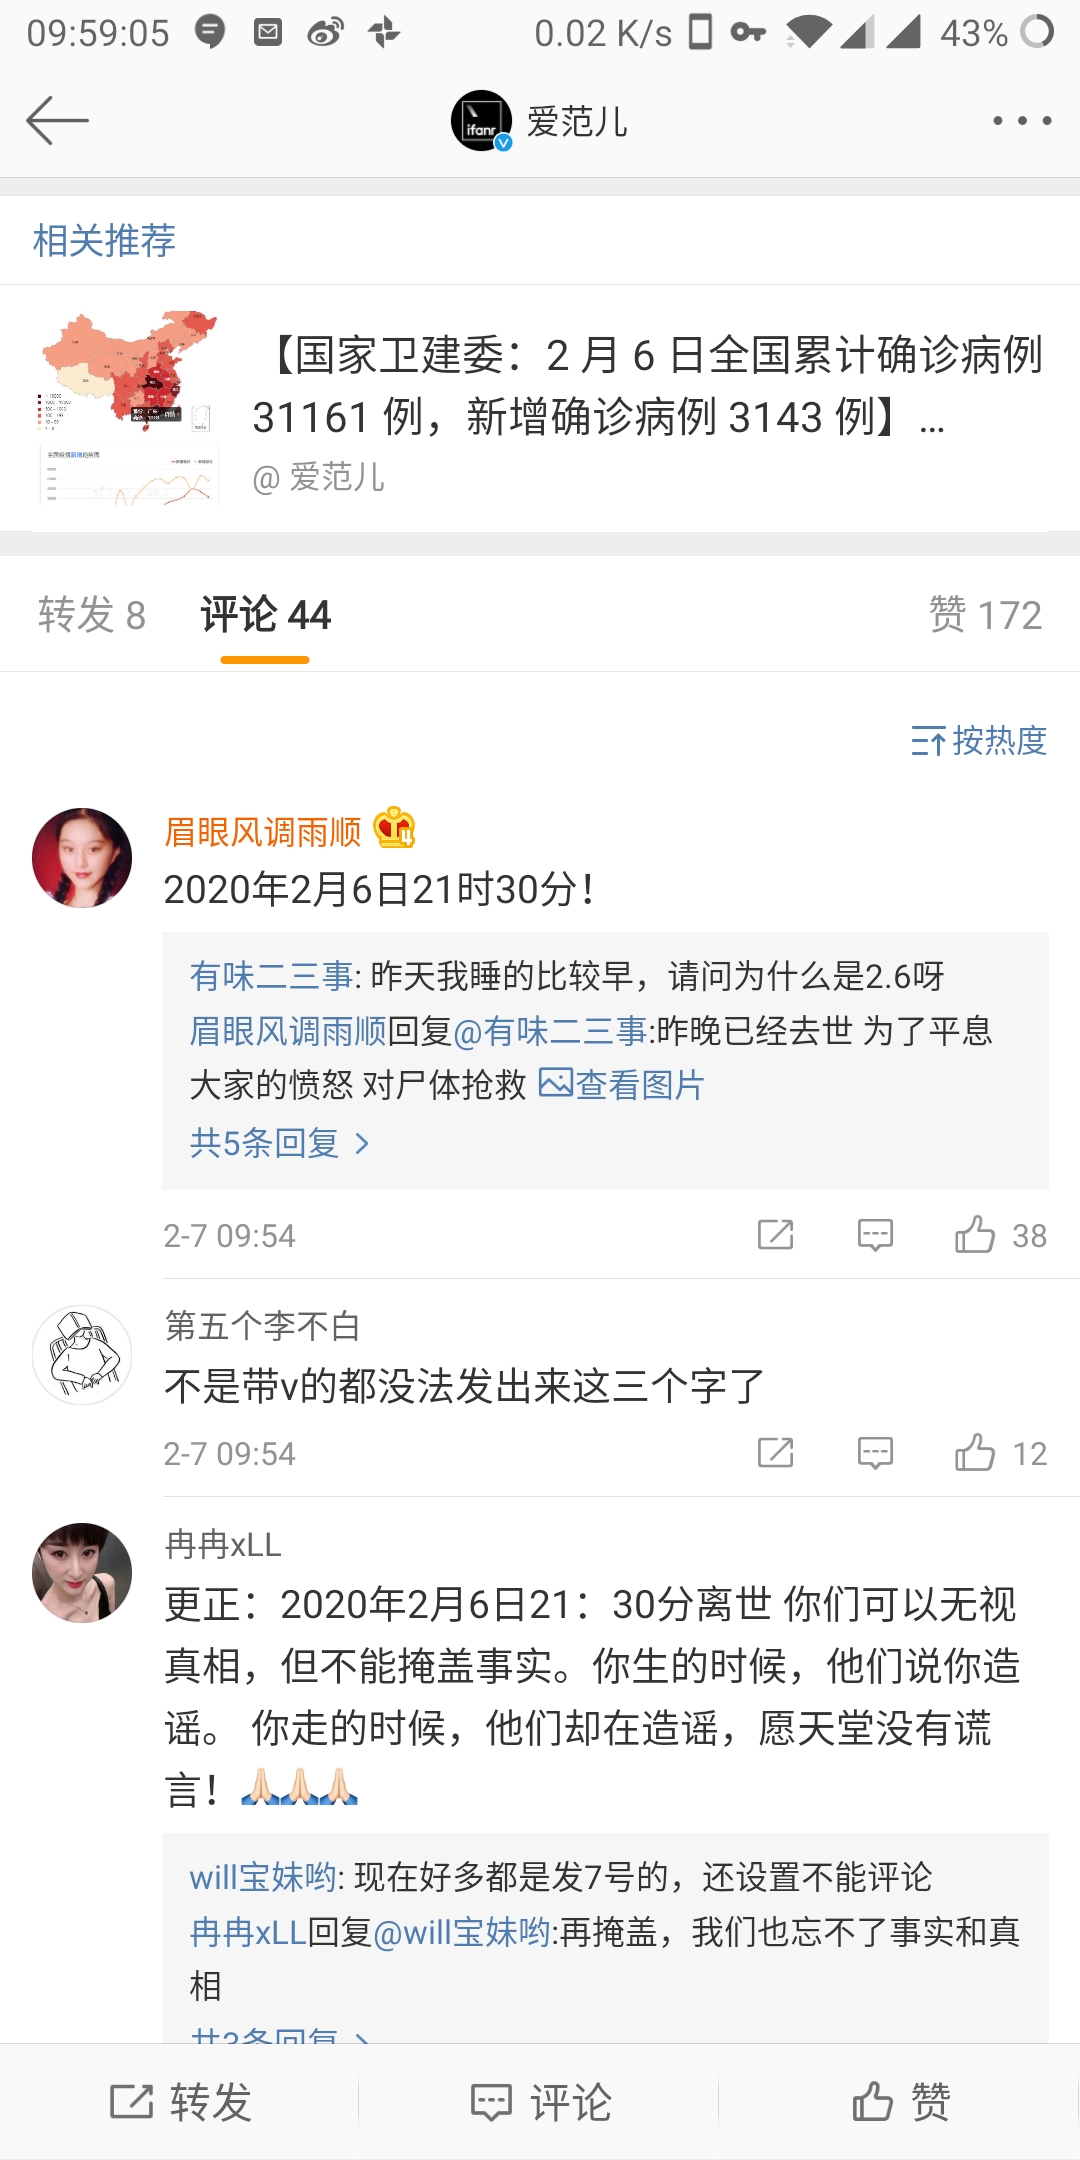 09:59:05 0.02 K/s 43%
ifanr 爱范儿
相关推荐
【国家卫建委：2 月 6 日全国累计确诊病例
31161 例，新增确诊病例 3143 例】...
@ 爱范儿
全国疫情新增趋势图
转发 8 评论 44 赞 172
按热度
眉眼风调雨顺
2020年2月6日21时30分！
有味二三事: 昨天我睡的比较早，请问为什么是2.6呀
眉眼风调雨顺回复@有味二三事:昨晚已经去世 为了平息
大家的愤怒 对尸体抢救 查看图片
共5条回复
2-7 09:54 38
第五个李不白
不是带v的都没法发出来这三个字了
2-7 09:54 12
冉冉xLL
更正：2020年2月6日21：30分离世 你们可以无视
真相，但不能掩盖事实。你生的时候，他们说你造
谣。 你走的时候，他们却在造谣，愿天堂没有谎
言！🙏🏻🙏🏻🙏🏻
will宝妹哟: 现在好多都是发7号的，还设置不能评论
冉冉xLL回复@will宝妹哟:再掩盖，我们也忘不了事实和真
相
共3条回复
转发 评论 赞